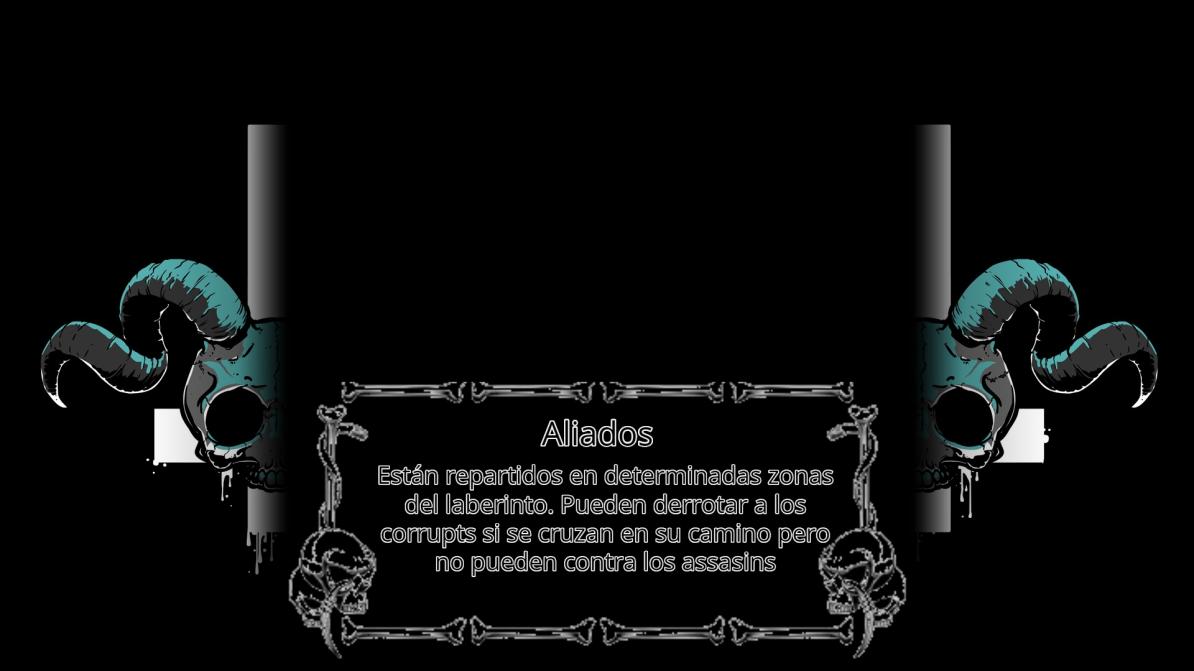 Aliados
Están repartidos en determinadas zonas
del laberinto. Pueden derrotar a los
corrupts si se cruzan en su camino pero
no pueden contra los assasins